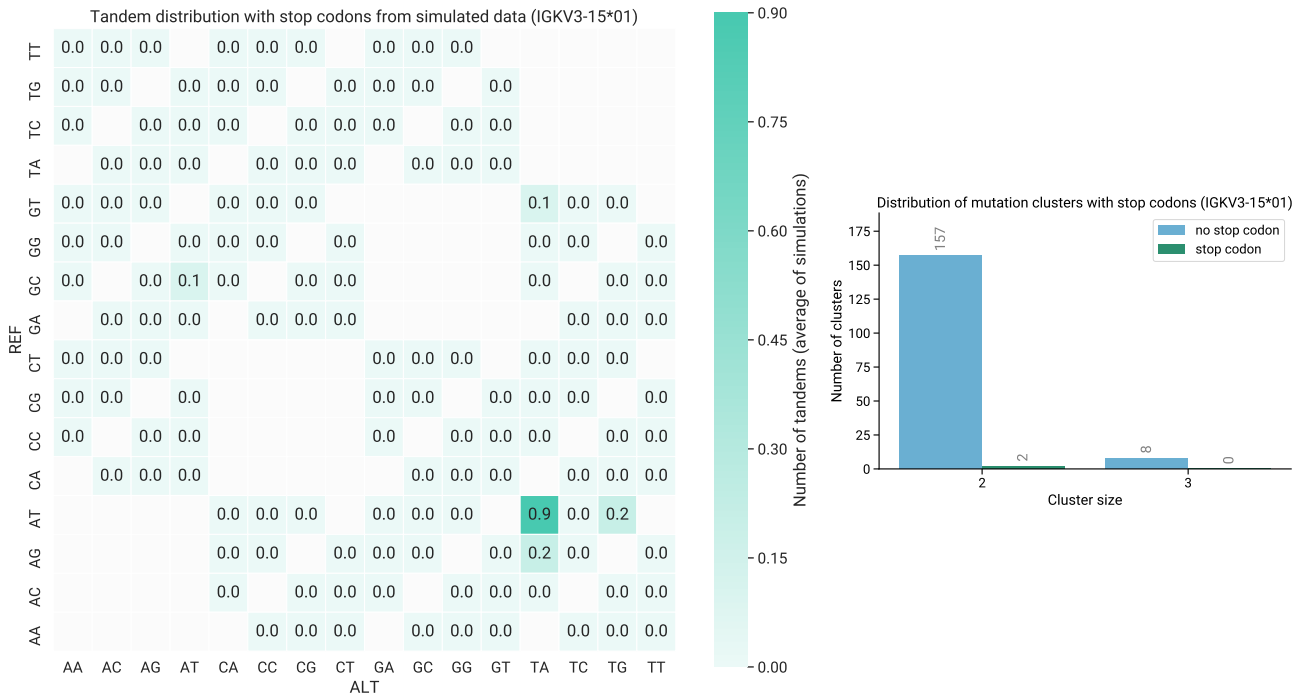 Tandem distribution with stop codons from simulated data (IGKV3-15*01)
TT 0.0 0.0 0.0 0.0 0.0 0.0 0.0 0.0 0.0
TG 0.0 0.0 0.0 0.0 0.0 0.0 0.0 0.0 0.0
TC 0.0 0.0 0.0 0.0 0.0 0.0 0.0 0.0 0.0
TA 0.0 0.0 0.0 0.0 0.0 0.0 0.0 0.0 0.0
GT 0.0 0.0 0.0 0.0 0.0 0.0 0.1 0.0 0.0
GG 0.0 0.0 0.0 0.0 0.0 0.0 0.0 0.0 0.0
GC 0.0 0.0 0.1 0.0 0.0 0.0 0.0 0.0 0.0
GA 0.0 0.0 0.0 0.0 0.0 0.0 0.0 0.0 0.0
CT 0.0 0.0 0.0 0.0 0.0 0.0 0.0 0.0 0.0
CG 0.0 0.0 0.0 0.0 0.0 0.0 0.0 0.0 0.0
CC 0.0 0.0 0.0 0.0 0.0 0.0 0.0 0.0 0.0
CA 0.0 0.0 0.0 0.0 0.0 0.0 0.0 0.0 0.0
AT 0.0 0.0 0.0 0.0 0.0 0.0 0.9 0.0 0.2
AG 0.0 0.0 0.0 0.0 0.0 0.0 0.2 0.0 0.0
AC 0.0 0.0 0.0 0.0 0.0 0.0 0.0 0.0 0.0
AA 0.0 0.0 0.0 0.0 0.0 0.0 0.0 0.0 0.0
AA AC AG AT CA CC CG CT GA GC GG GT TA TC TG TT
REF
ALT
0.90
0.75
0.60
0.45
0.30
0.15
0.00
Number of tandems (average of simulations)
Distribution of mutation clusters with stop codons (IGKV3-15*01)
no stop codon
stop codon
175
150
125
100
75
50
25
0
Number of clusters
157
2
8
0
2 3
Cluster size